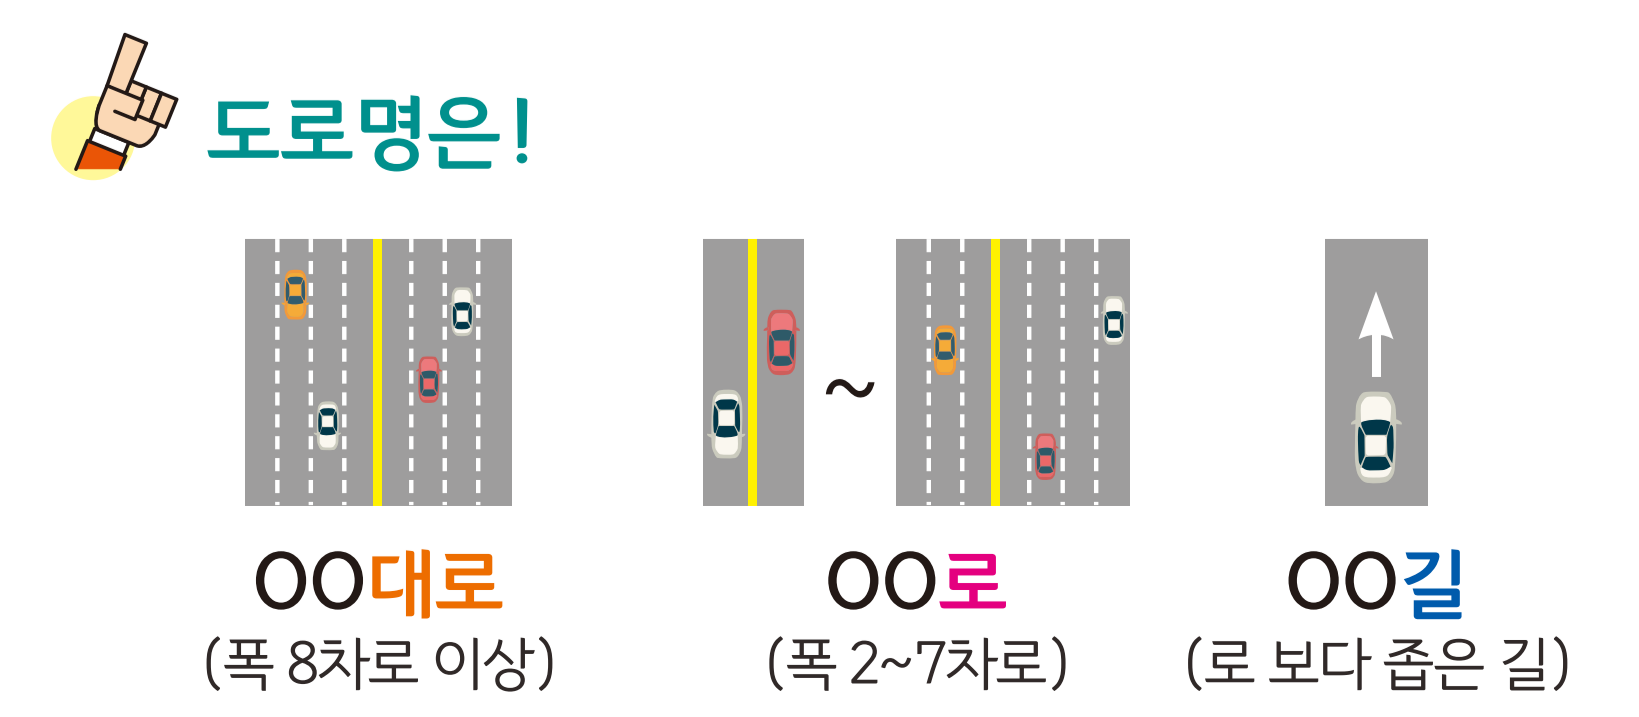 도로명은!
~
OO대로
(폭 8차로 이상)
OO로
(폭 2~7차로)
OO길
(로 보다 좁은 길)